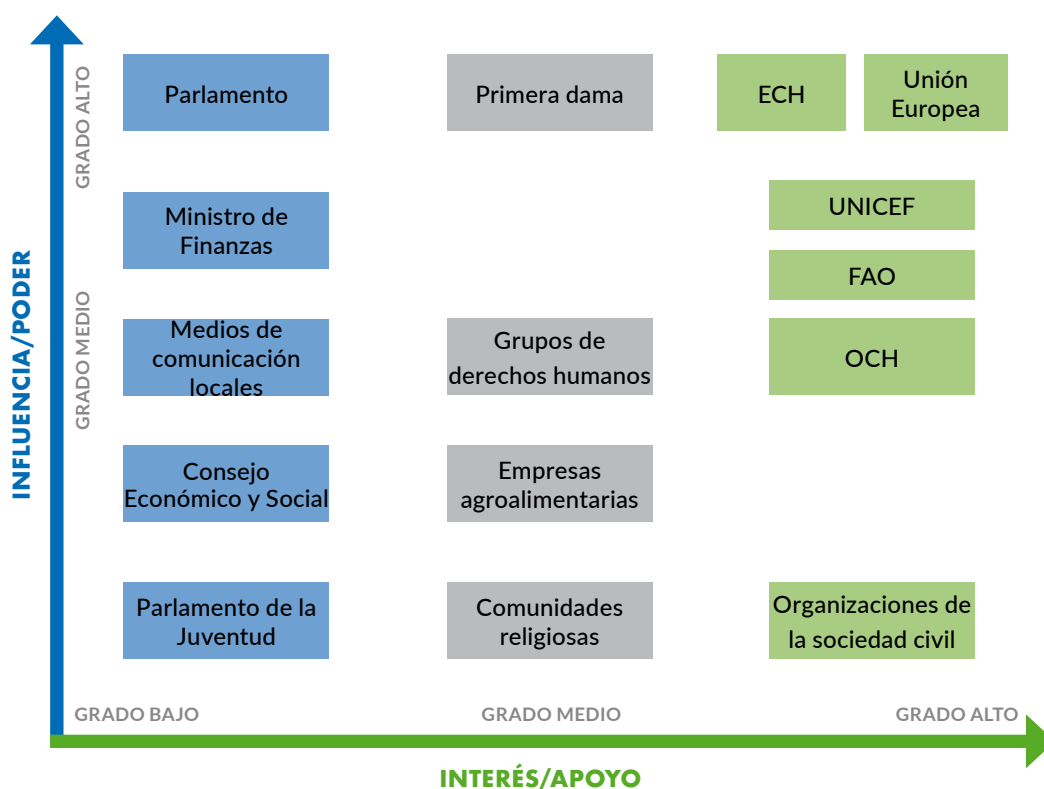 INFLUENCIA/PODER
GRADO ALTO
GRADO MEDIO
Parlamento
Primera dama
ECH
Unión
Europea
Ministro de
Finanzas
UNICEF
FAO
Medios de
comunicación
locales
Grupos de
derechos humanos
OCH
Consejo
Económico y Social
Empresas
agroalimentarias
Parlamento de la
Juventud
Comunidades
religiosas
Organizaciones de
la sociedad civil
GRADO BAJO
GRADO MEDIO
GRADO ALTO
INTERÉS/APOYO